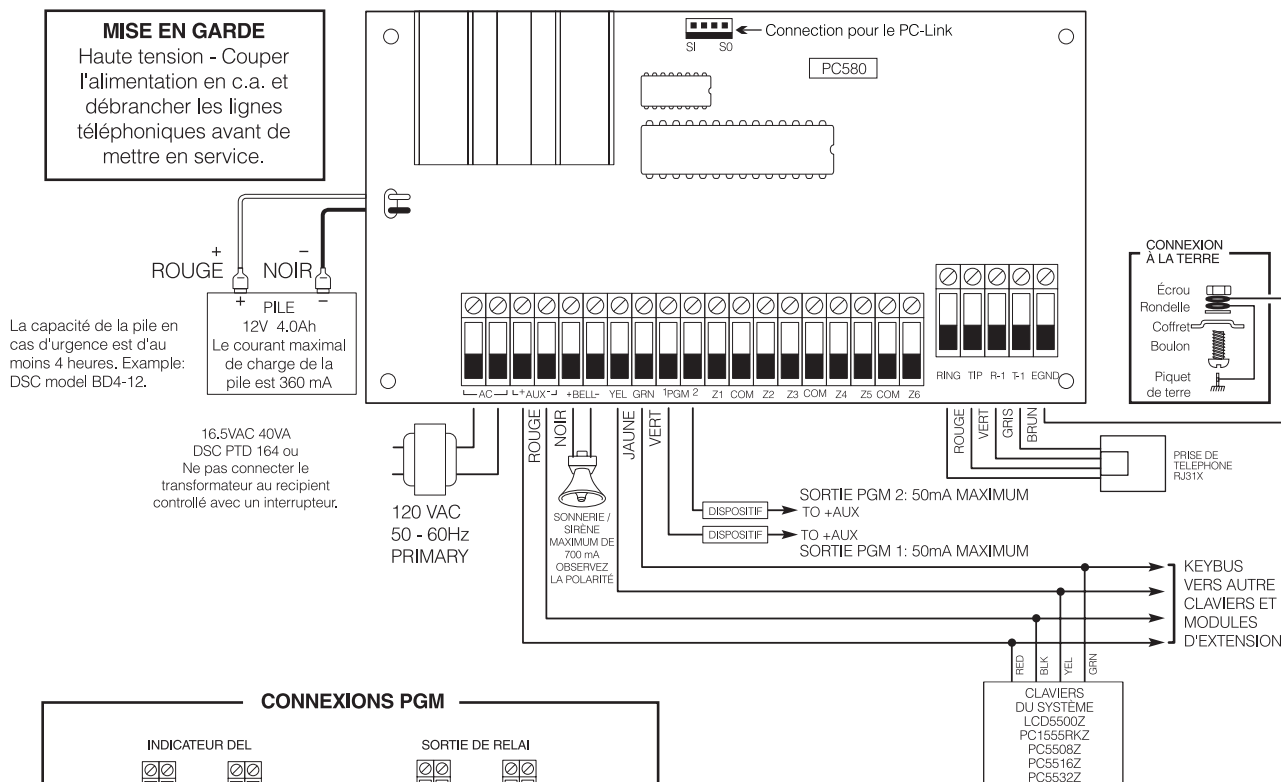 MISE EN GARDE
Haute tension - Couper
l'alimentation en c.a. et
débrancher les lignes
téléphoniques avant de
mettre en service.
Connection pour le PC-Link
SI S0
PC580
+ –
ROUGE NOIR
+ –
PILE
12V 4.0Ah
Le courant maximal
de charge de la
pile est 360 mA
La capacité de la pile en
cas d'urgence est d'au
moins 4 heures. Example:
DSC model BD4-12.
CONNEXION
À LA TERRE
Écrou
Rondelle
Coffret
Boulon
Piquet
de terre
AC +AUX- +BELL- YEL GRN 1PGM 2 Z1 COM Z2 Z3 COM Z4 Z5 COM Z6
RING TIP R-1 T-1 EGND
ROUGE
NOIR
JAUNE
VERT
ROUGE
VERT
GRIS
BRUN
PRISE DE
TELEPHONE
RJ31X
16.5VAC 40VA
DSC PTD 164 ou
Ne pas connecter le
transformateur au recipient
controllé avec un interrupteur.
120 VAC
50 - 60Hz
PRIMARY
SONNERIE /
SIRÈNE
MAXIMUM DE
700 mA
OBSERVEZ
LA POLARITÉ
SORTIE PGM 2: 50mA MAXIMUM
DISPOSITIF TO +AUX
DISPOSITIF TO +AUX
SORTIE PGM 1: 50mA MAXIMUM
KEYBUS
VERS AUTRE
CLAVIERS ET
MODULES
D'EXTENSION
RED
BLK
YEL
GRN
CLAVIERS
DU SYSTÈME
LCD5500Z
PC1555RKZ
PC5508Z
PC5516Z
PC5532Z
CONNEXIONS PGM
INDICATEUR DEL SORTIE DE RELAI